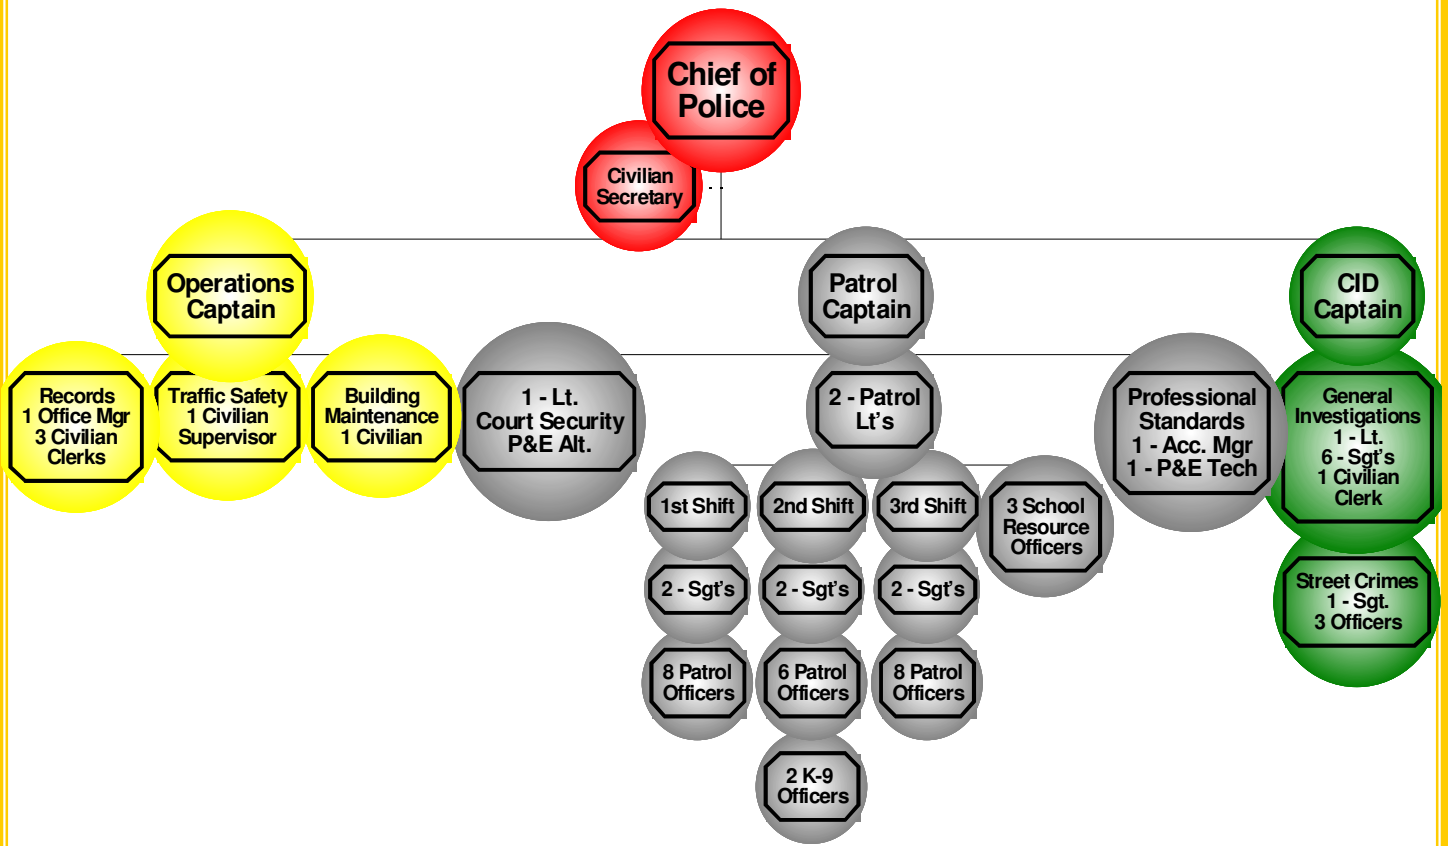 Chief of
Police
Civilian
Secretary
Operations
Captain
Patrol
Captain
CID
Captain
Records
1 Office Mgr
3 Civilian
Clerks
Traffic Safety
1 Civilian
Supervisor
Building
Maintenance
1 Civilian
1 - Lt.
Court Security
P&E Alt.
2 - Patrol
Lt's
Professional
Standards
1 - Acc. Mgr
1 - P&E Tech
General
Investigations
1 - Lt.
6 - Sgt's
1 Civilian
Clerk
1st Shift
2nd Shift
3rd Shift
3 School
Resource
Officers
2 - Sgt's
2 - Sgt's
2 - Sgt's
Street Crimes
1 - Sgt.
3 Officers
8 Patrol
Officers
6 Patrol
Officers
8 Patrol
Officers
2 K-9
Officers